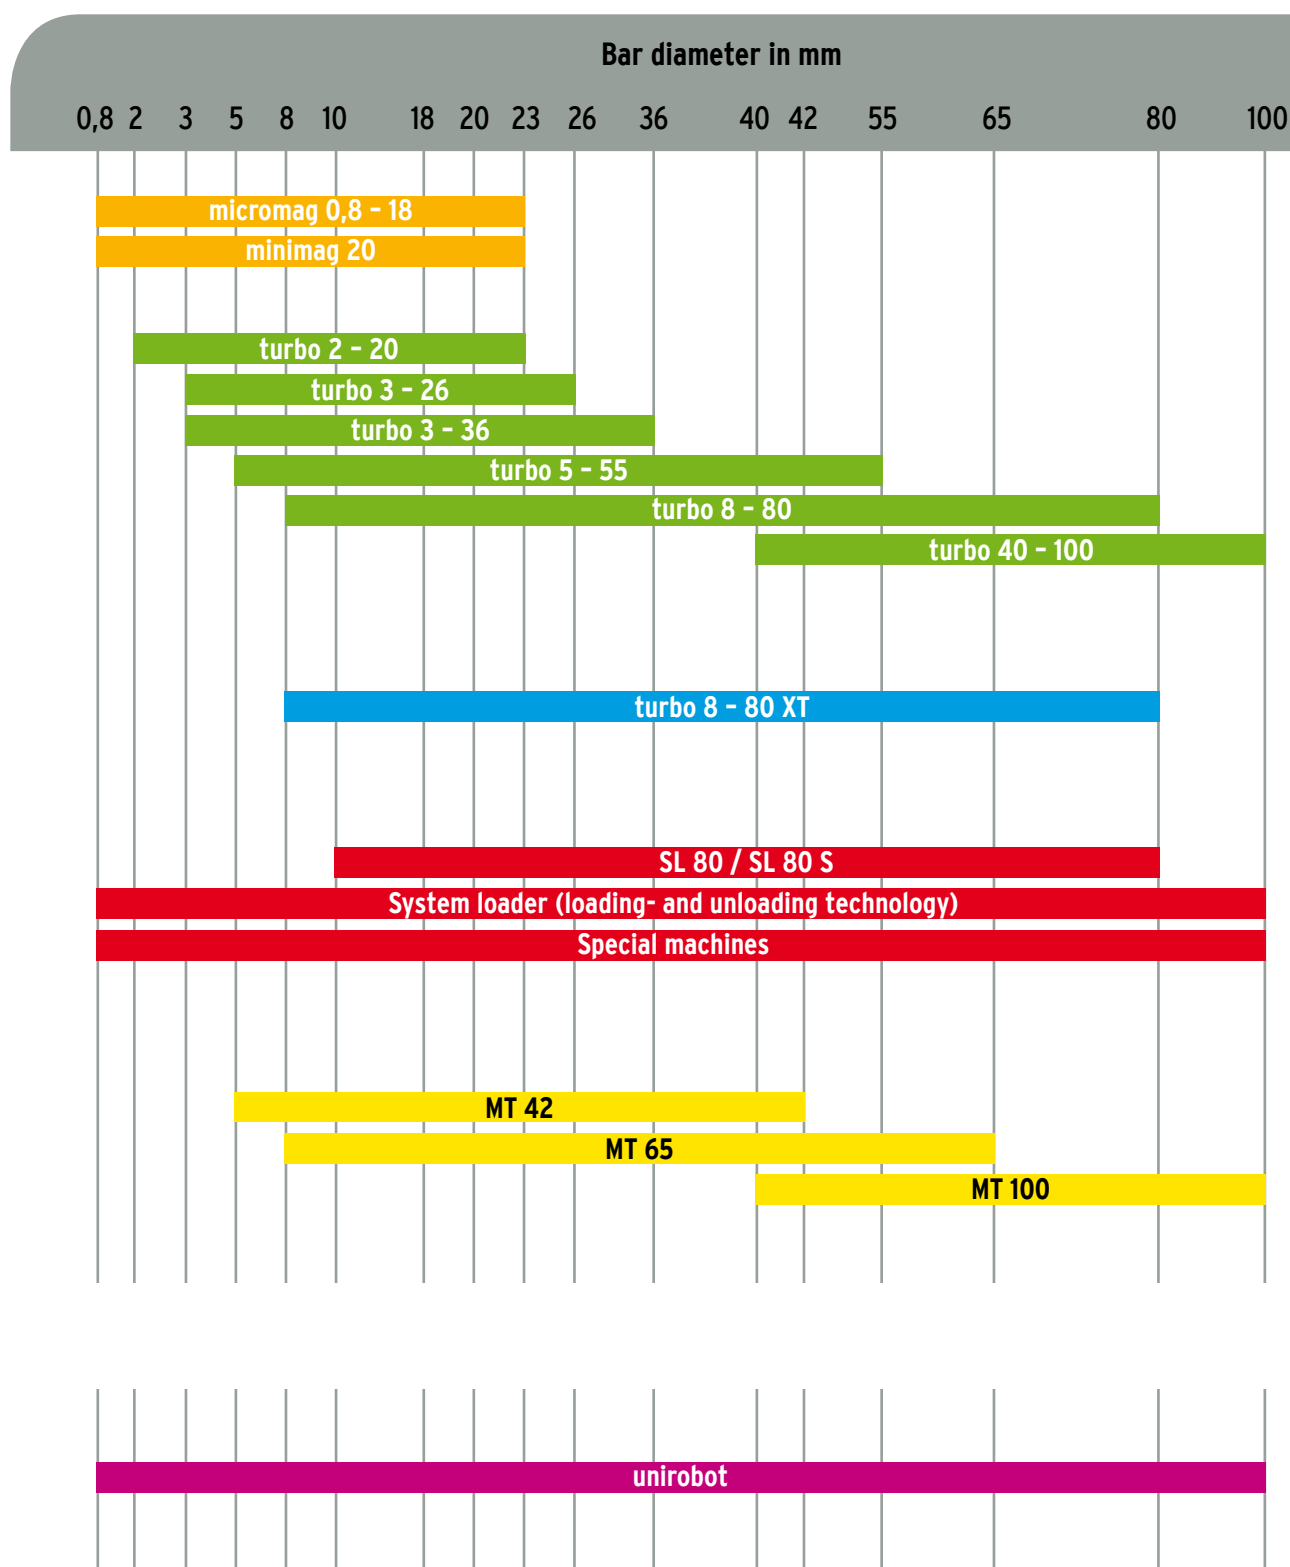 Bar diameter in mm
0,8 2 3 5 8 10 18 20 23 26 36 40 42 55 65 80 100
micromag 0,8 – 18
minimag 20
turbo 2 – 20
turbo 3 – 26
turbo 3 – 36
turbo 5 – 55
turbo 8 – 80
turbo 40 – 100
turbo 8 – 80 XT
SL 80 / SL 80 S
System loader (loading- and unloading technology)
Special machines
MT 42
MT 65
MT 100
unirobot